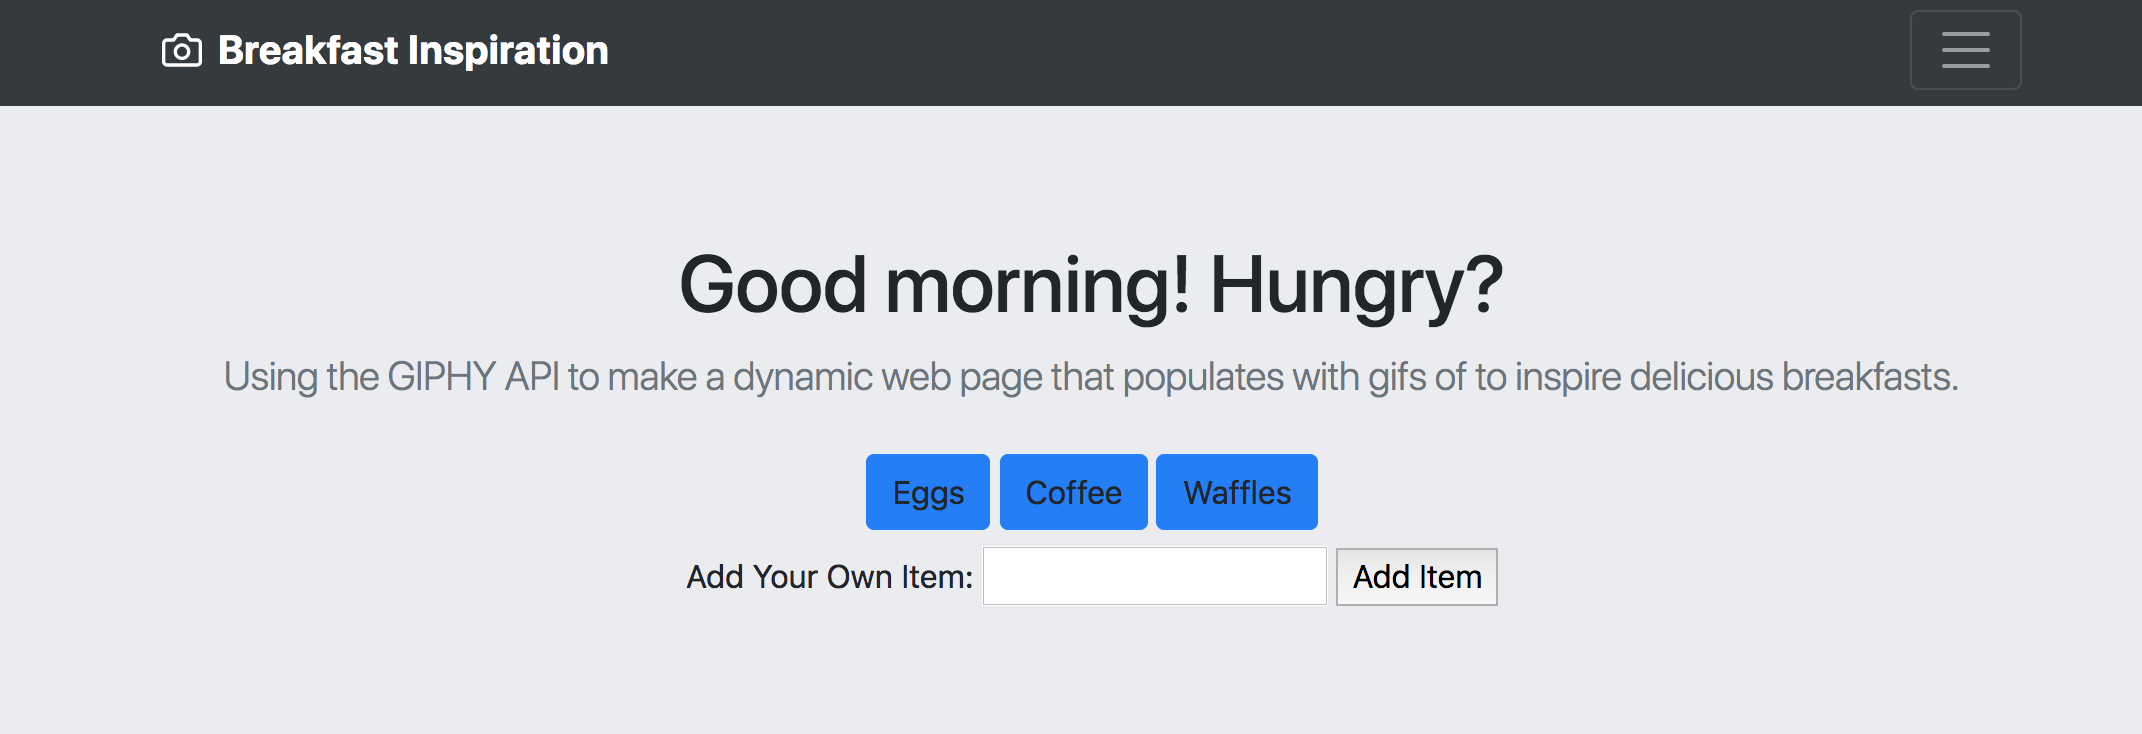 Breakfast Inspiration
Good morning! Hungry?
Using the GIPHY API to make a dynamic web page that populates with gifs of to inspire delicious breakfasts.
Eggs Coffee Waffles
Add Your Own Item: Add Item